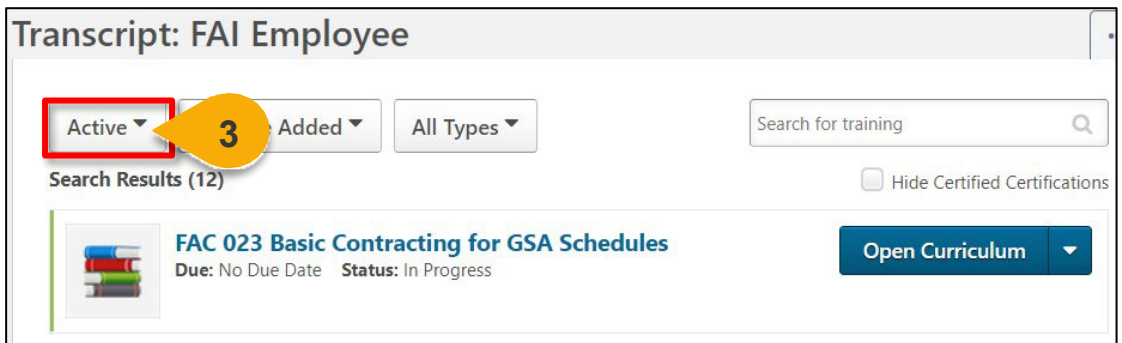 Transcript: FAI Employee
Active 3 Added All Types Search for training
Search Results (12) Hide Certified Certifications
FAC 023 Basic Contracting for GSA Schedules
Due: No Due Date Status: In Progress Open Curriculum